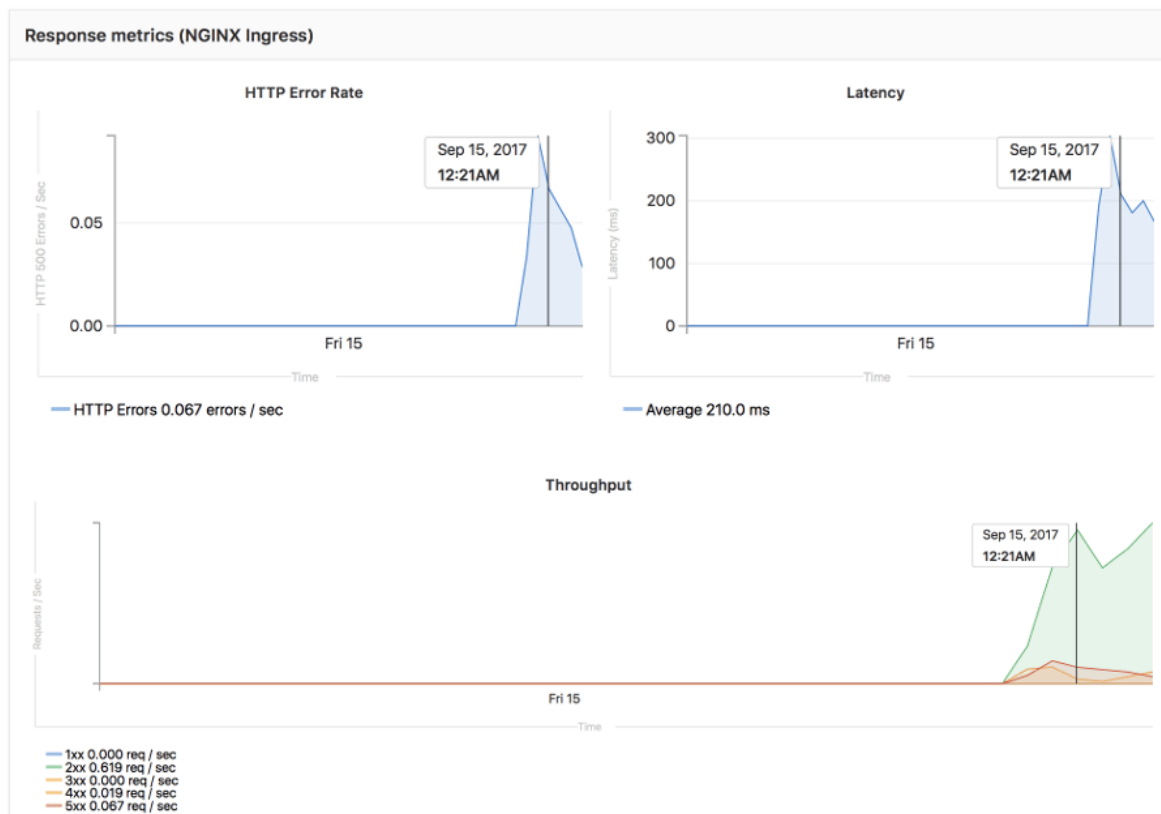 Response metrics (NGINX Ingress)
HTTP Error Rate
HTTP 500 Errors / Sec
0.05
0.00
Sep 15, 2017
12:21AM
Fri 15
Time
HTTP Errors 0.067 errors / sec
Latency
Latency (ms)
300
200
100
0
Sep 15, 2017
12:21AM
Fri 15
Time
Average 210.0 ms
Throughput
Requests / Sec
Sep 15, 2017
12:21AM
Fri 15
Time
1xx 0.000 req / sec
2xx 0.619 req / sec
3xx 0.000 req / sec
4xx 0.019 req / sec
5xx 0.067 req / sec